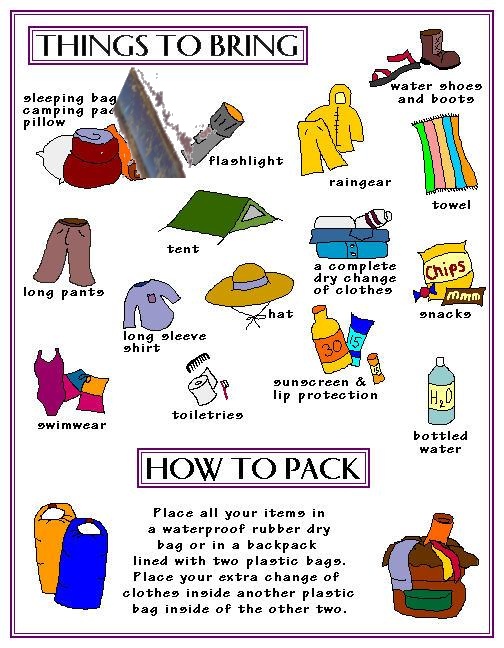 THINGS TO BRING
water shoes
and boots
sleeping bag
camping pad
pillow
flashlight
raingear
towel
tent
a complete
dry change
of clothes
Chips
mmm
snacks
long pants
long sleeve
shirt
hat
30
15
sunscreen &
lip protection
H2O
bottled
water
swimwear
toiletries
HOW TO PACK
Place all your items in
a waterproof rubber dry
bag or in a backpack
lined with two plastic bags.
Place your extra change of
clothes inside another plastic
bag inside of the other two.